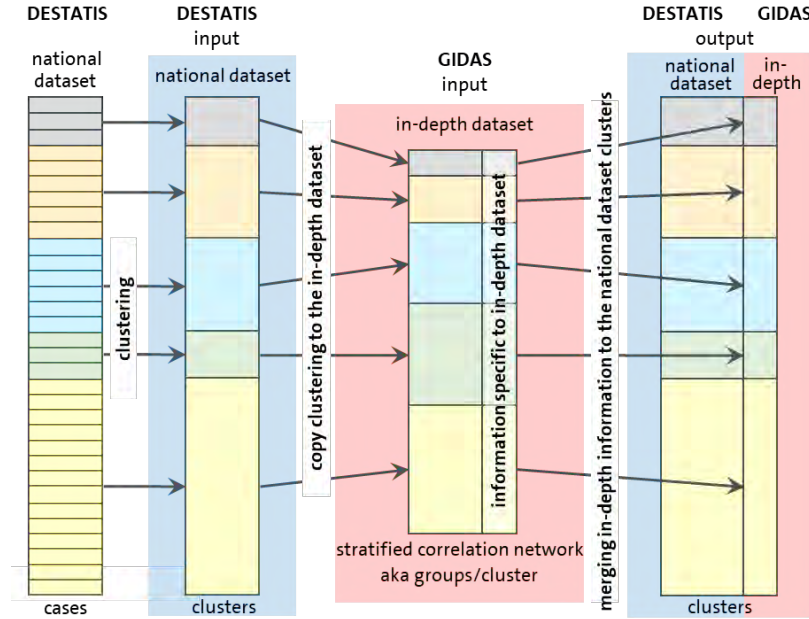 DESTATIS
national
dataset
cases
clustering
DESTATIS
input
national dataset
clusters
copy clustering to the in-depth dataset
GIDAS
input
in-depth dataset
information specific to in-depth dataset
stratified correlation network
aka groups/cluster
merging in-depth information to the national dataset clusters
DESTATIS GIDAS
output
national
dataset
in-
depth
clusters